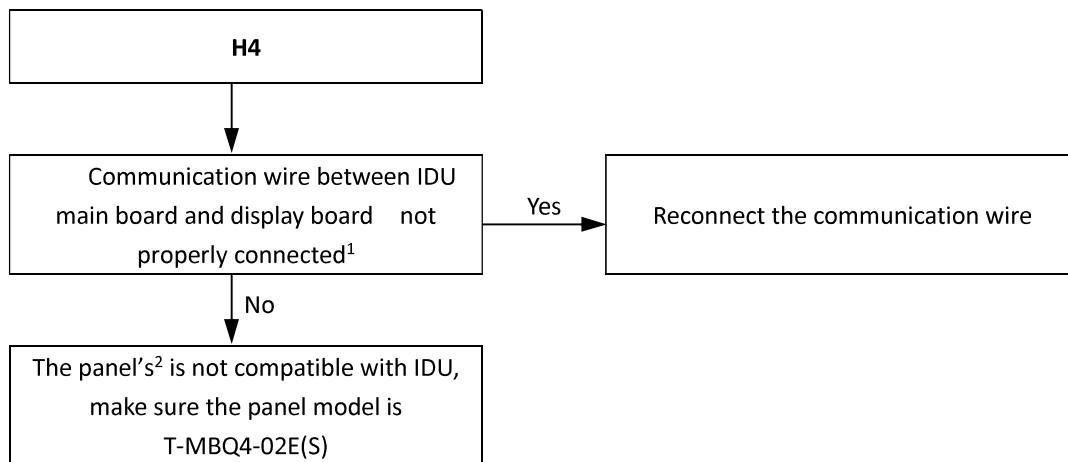 H4
Communication wire between IDU
main board and display board not
properly connected¹
Yes
Reconnect the communication wire
No
The panel’s² is not compatible with IDU,
make sure the panel model is
T-MBQ4-02E(S)